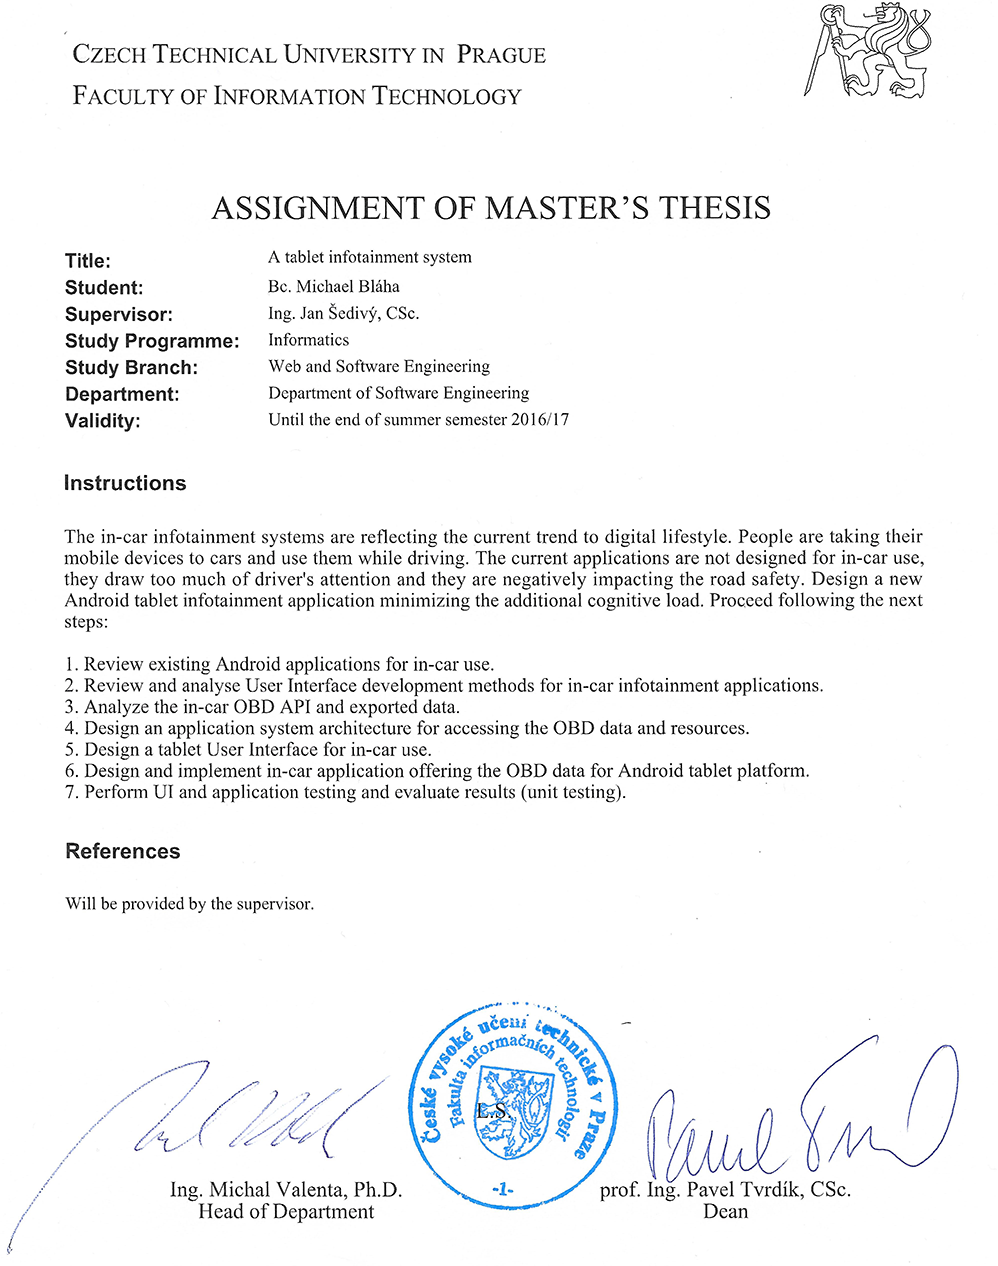 CZECH TECHNICAL UNIVERSITY IN PRAGUE
FACULTY OF INFORMATION TECHNOLOGY
ASSIGNMENT OF MASTER’S THESIS
Title: A tablet infotainment system
Student: Bc. Michael Bláha
Supervisor: Ing. Jan Šedivý, CSc.
Study Programme: Informatics
Study Branch: Web and Software Engineering
Department: Department of Software Engineering
Validity: Until the end of summer semester 2016/17
Instructions
The in-car infotainment systems are reflecting the current trend to digital lifestyle. People are taking their
mobile devices to cars and use them while driving. The current applications are not designed for in-car use,
they draw too much of driver's attention and they are negatively impacting the road safety. Design a new
Android tablet infotainment application minimizing the additional cognitive load. Proceed following the next
steps:
1. Review existing Android applications for in-car use.
2. Review and analyse User Interface development methods for in-car infotainment applications.
3. Analyze the in-car OBD API and exported data.
4. Design an application system architecture for accessing the OBD data and resources.
5. Design a tablet User Interface for in-car use.
6. Design and implement in-car application offering the OBD data for Android tablet platform.
7. Perform UI and application testing and evaluate results (unit testing).
References
Will be provided by the supervisor.
České vysoké učení technické v Praze
Fakulta informačních technologií
L.S.
-1-
Ing. Michal Valenta, Ph.D.
Head of Department
prof. Ing. Pavel Tvrdík, CSc.
Dean